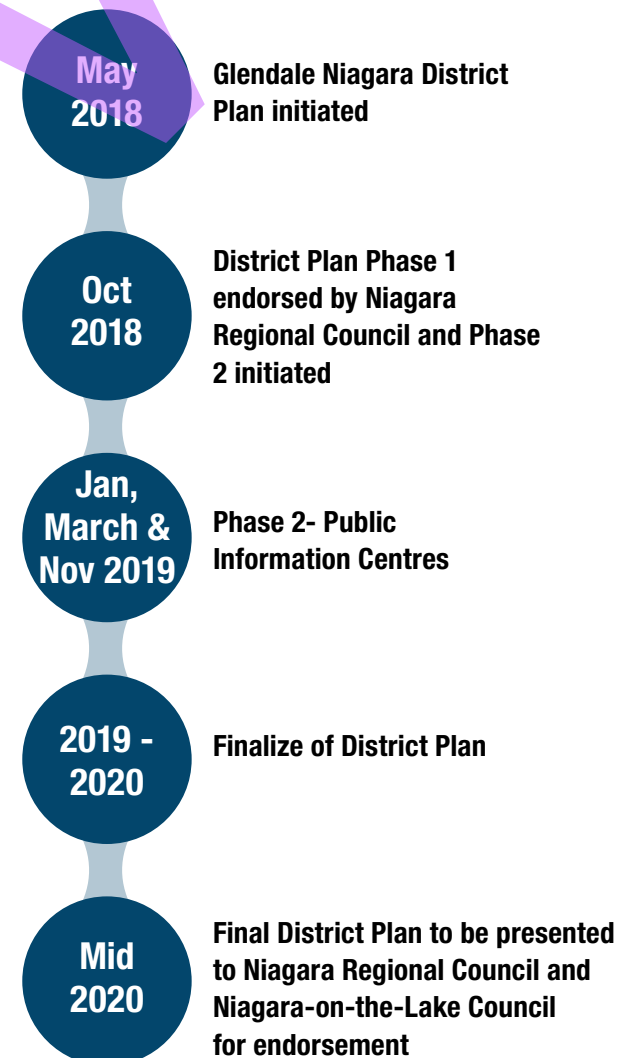 May
2018
Glendale Niagara District
Plan initiated
Oct
2018
District Plan Phase 1
endorsed by Niagara
Regional Council and Phase
2 initiated
Jan,
March &
Nov 2019
Phase 2- Public
Information Centres
2019 -
2020
Finalize of District Plan
Mid
2020
Final District Plan to be presented
to Niagara Regional Council and
Niagara-on-the-Lake Council
for endorsement